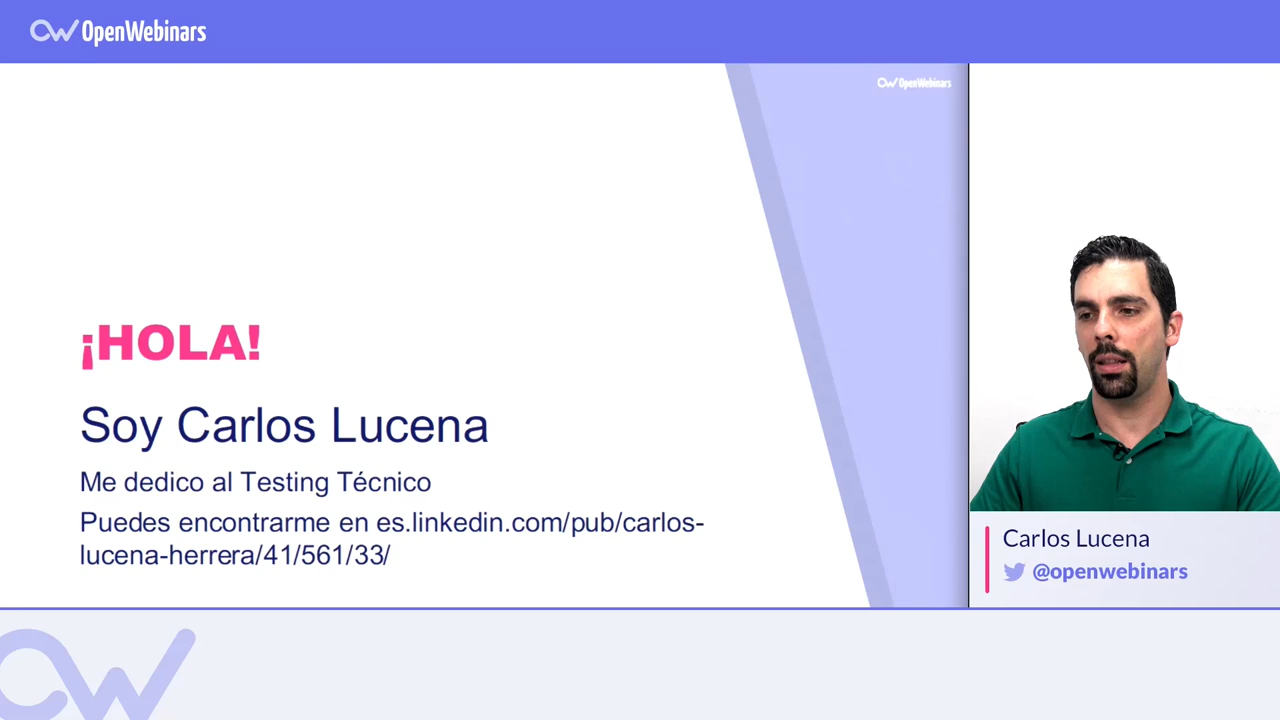 OpenWebinars
OpenWebinars
¡HOLA!
Soy Carlos Lucena
Me dedico al Testing Técnico
Puedes encontrarme en es.linkedin.com/pub/carlos-
lucena-herrera/41/561/33/
Carlos Lucena
@openwebinars